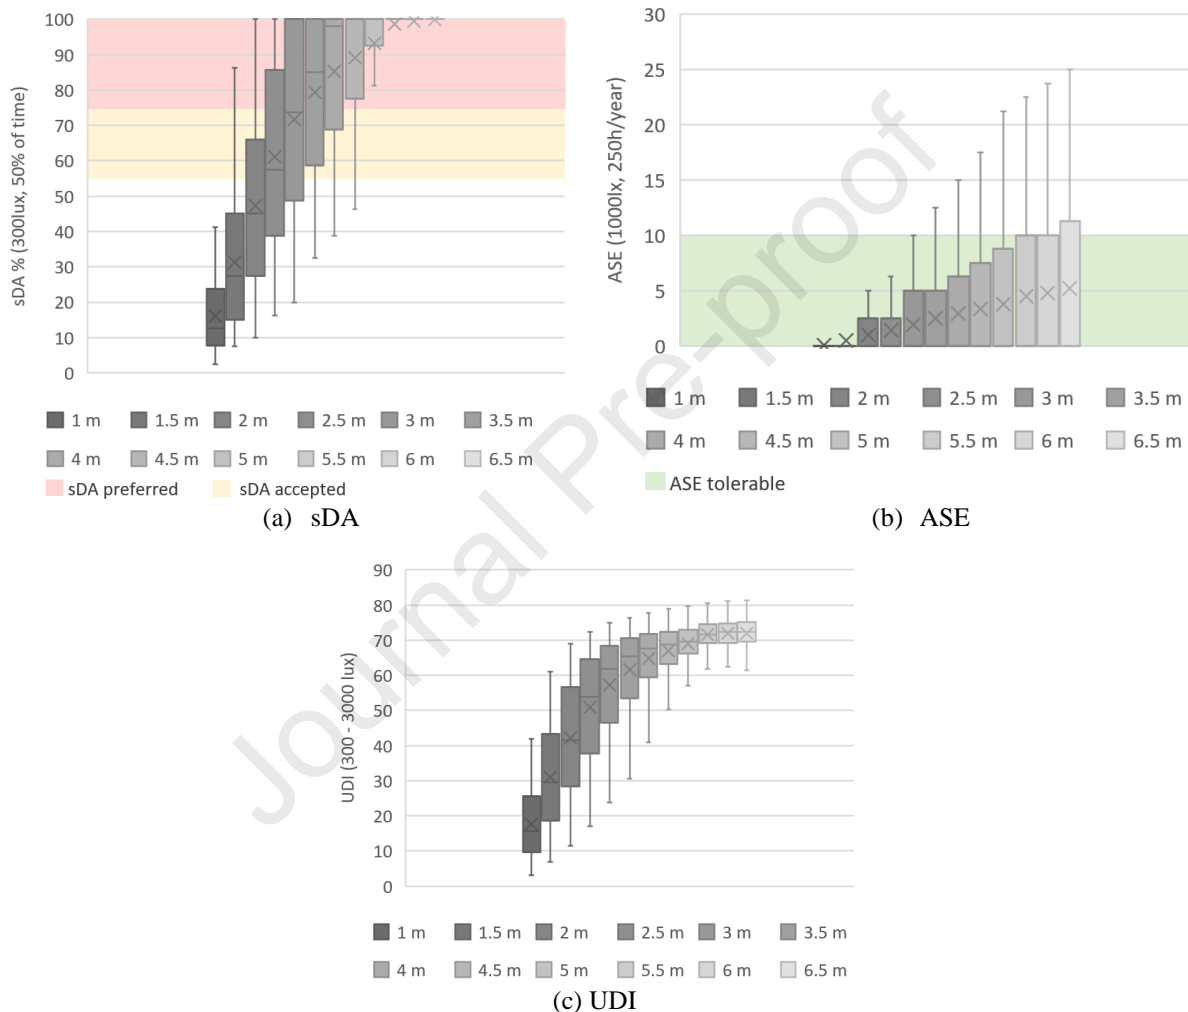 100
90
80
70
60
50
40
30
20
10
0
sDA % (300lux, 50% of time)
1 m 1.5 m 2 m 2.5 m 3 m 3.5 m
4 m 4.5 m 5 m 5.5 m 6 m 6.5 m
sDA preferred sDA accepted
(a) sDA
30
25
20
15
10
5
0
ASE (1000lx, 250h/year)
1 m 1.5 m 2 m 2.5 m 3 m 3.5 m
4 m 4.5 m 5 m 5.5 m 6 m 6.5 m
ASE tolerable
(b) ASE
90
80
70
60
50
40
30
20
10
0
UDI (300 - 3000 lux)
1 m 1.5 m 2 m 2.5 m 3 m 3.5 m
4 m 4.5 m 5 m 5.5 m 6 m 6.5 m
(c) UDI
Journal Pre-proof